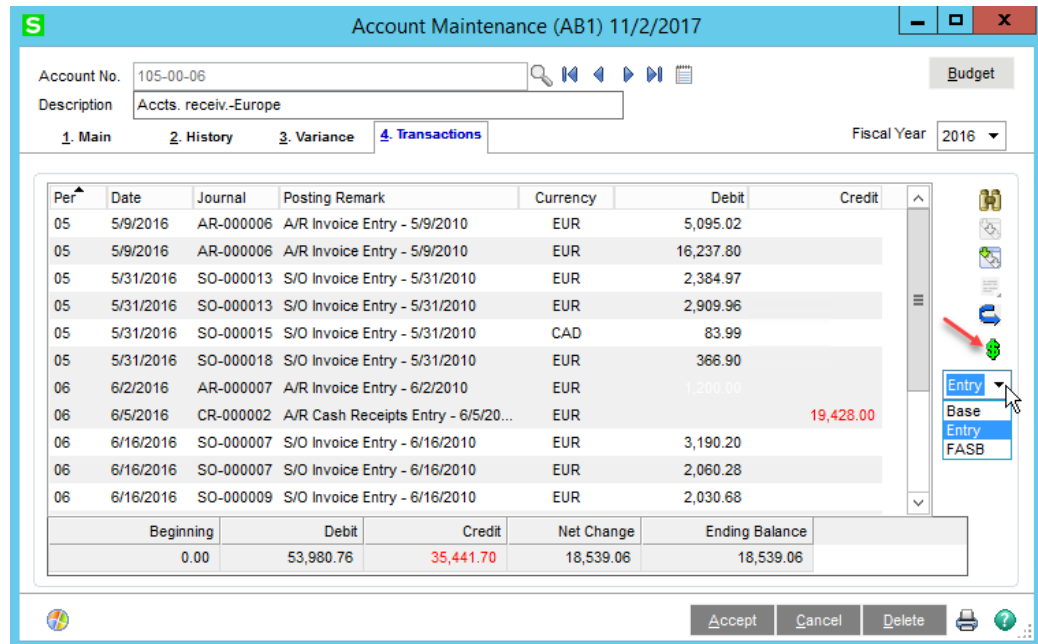 S Account Maintenance (AB1) 11/2/2017
Account No. 105-00-06 Budget
Description Accts. receiv.-Europe
1. Main 2. History 3. Variance 4. Transactions Fiscal Year 2016
Per Date Journal Posting Remark Currency Debit Credit
05 5/9/2016 AR-000006 A/R Invoice Entry - 5/9/2010 EUR 5,095.02
05 5/9/2016 AR-000006 A/R Invoice Entry - 5/9/2010 EUR 16,237.80
05 5/31/2016 SO-000013 S/O Invoice Entry - 5/31/2010 EUR 2,384.97
05 5/31/2016 SO-000013 S/O Invoice Entry - 5/31/2010 EUR 2,909.96
05 5/31/2016 SO-000015 S/O Invoice Entry - 5/31/2010 CAD 83.99
05 5/31/2016 SO-000018 S/O Invoice Entry - 5/31/2010 EUR 366.90
06 6/2/2016 AR-000007 A/R Invoice Entry - 6/2/2010 EUR 1,200.00
Entry
06 6/5/2016 CR-000002 A/R Cash Receipts Entry - 6/5/20... EUR 19,428.00
Base
Entry
FASB
06 6/16/2016 SO-000007 S/O Invoice Entry - 6/16/2010 EUR 3,190.20
06 6/16/2016 SO-000007 S/O Invoice Entry - 6/16/2010 EUR 2,060.28
06 6/16/2016 SO-000009 S/O Invoice Entry - 6/16/2010 EUR 2,030.68
Beginning Debit Credit Net Change Ending Balance
0.00 53,980.76 35,441.70 18,539.06 18,539.06
Accept Cancel Delete